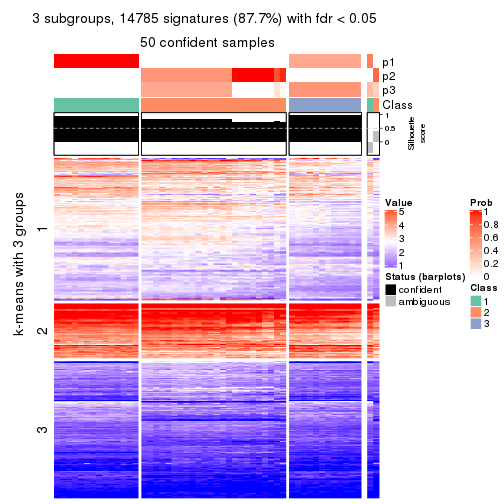 3 subgroups, 14785 signatures (87.7%) with fdr < 0.05
50 confident samples
p1
p2
p3
Class
1
0.5
0
Silhouette
score
k-means with 3 groups
1
2
3
Value
5
4
3
2
1
Status (barplots)
confident
ambiguous
Prob
1
0.8
0.6
0.4
0.2
0
Class
1
2
3